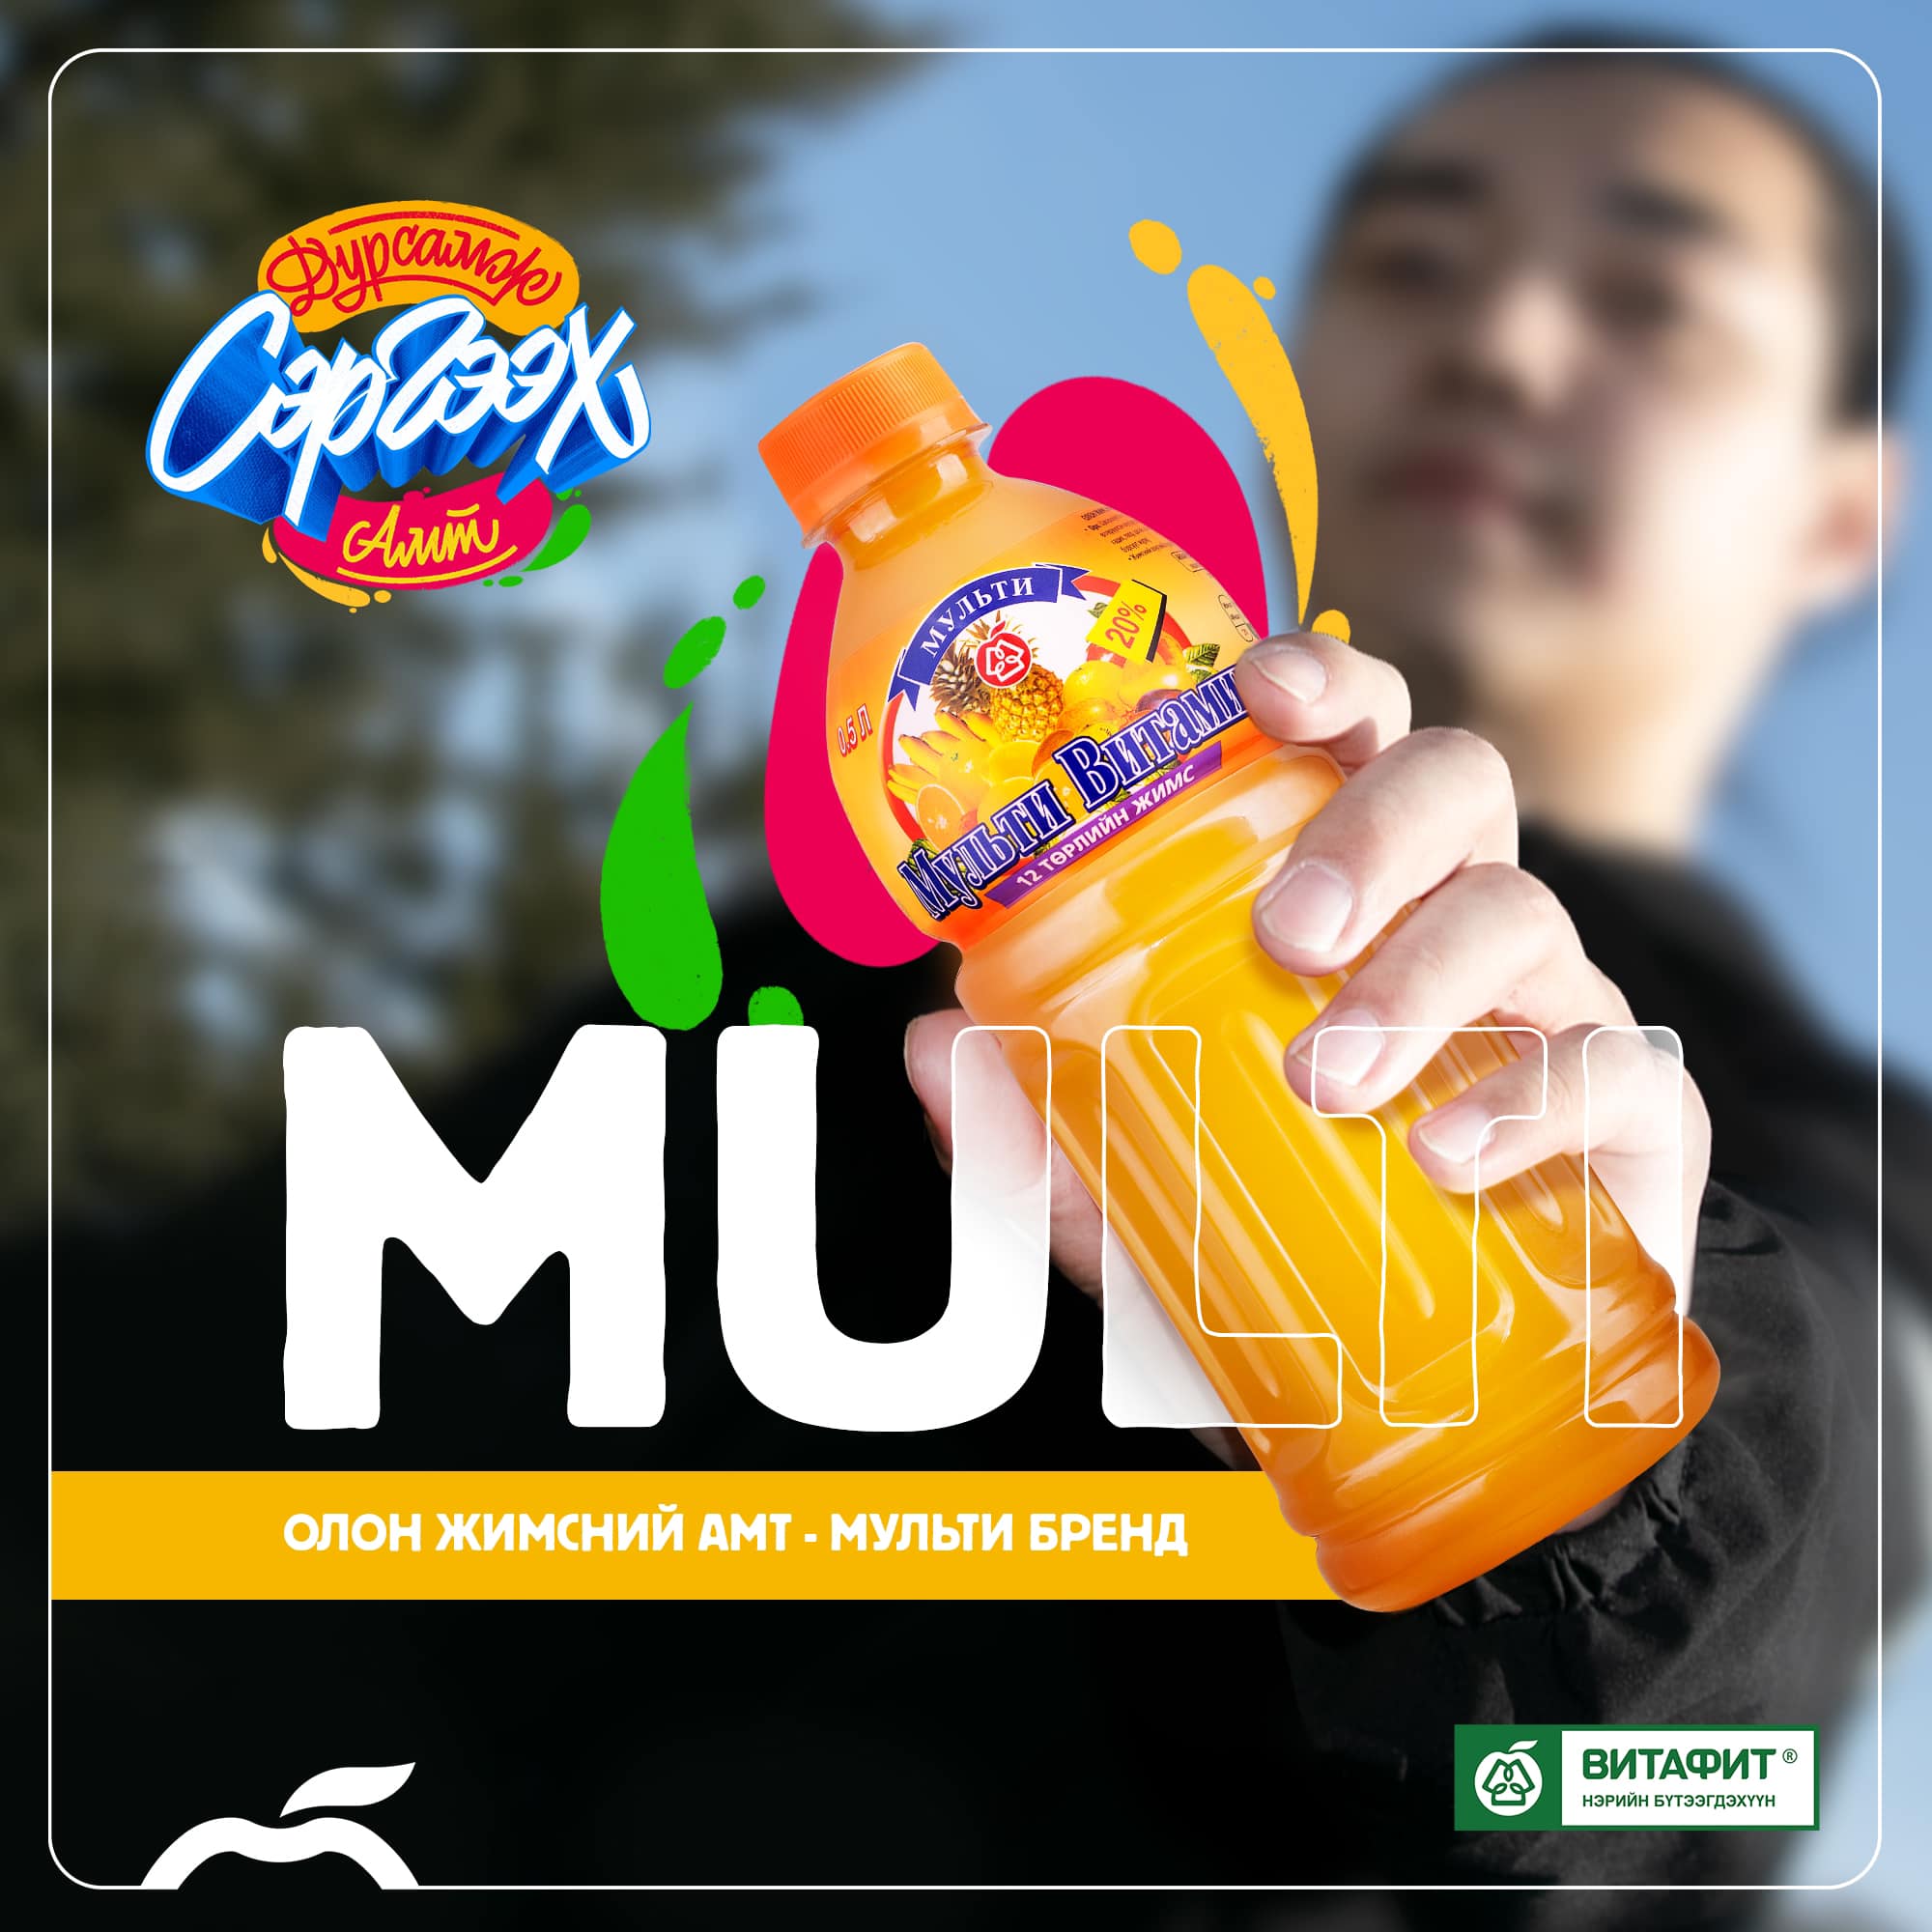 Дурсамж
Сэргээх
Амт
МУЛЬТИ
20%
0.5 Л
Мульти Витамин
12 ТӨРЛИЙН ЖИМС
MULTI
ОЛОН ЖИМСНИЙ АМТ - МУЛЬТИ БРЕНД
ВИТАФИТ ®
НЭРИЙН БҮТЭЭГДЭХҮҮН